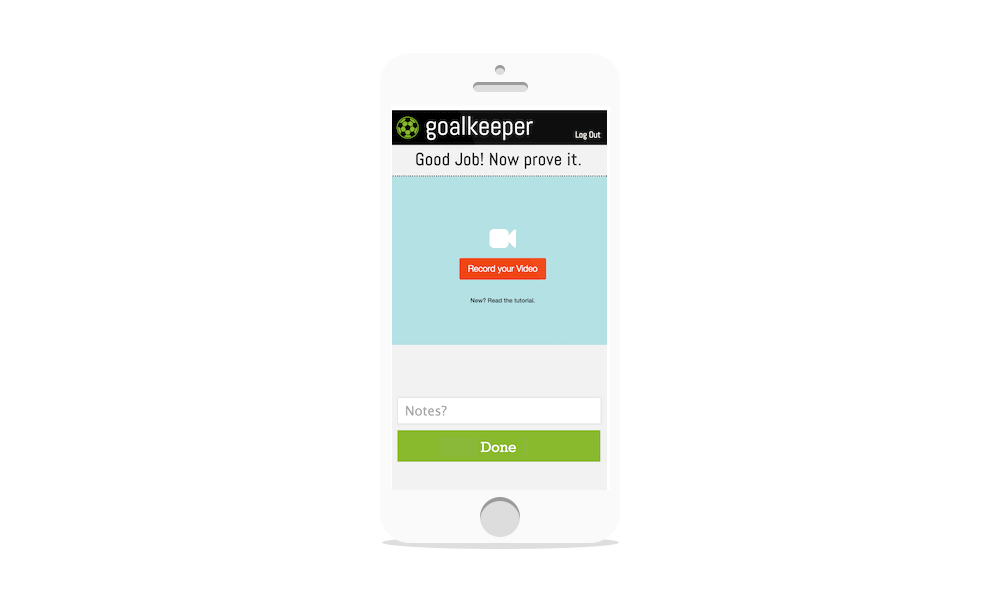 goalkeeper
Log Out
Good Job! Now prove it.
Record your Video
New? Read the tutorial.
Notes?
Done